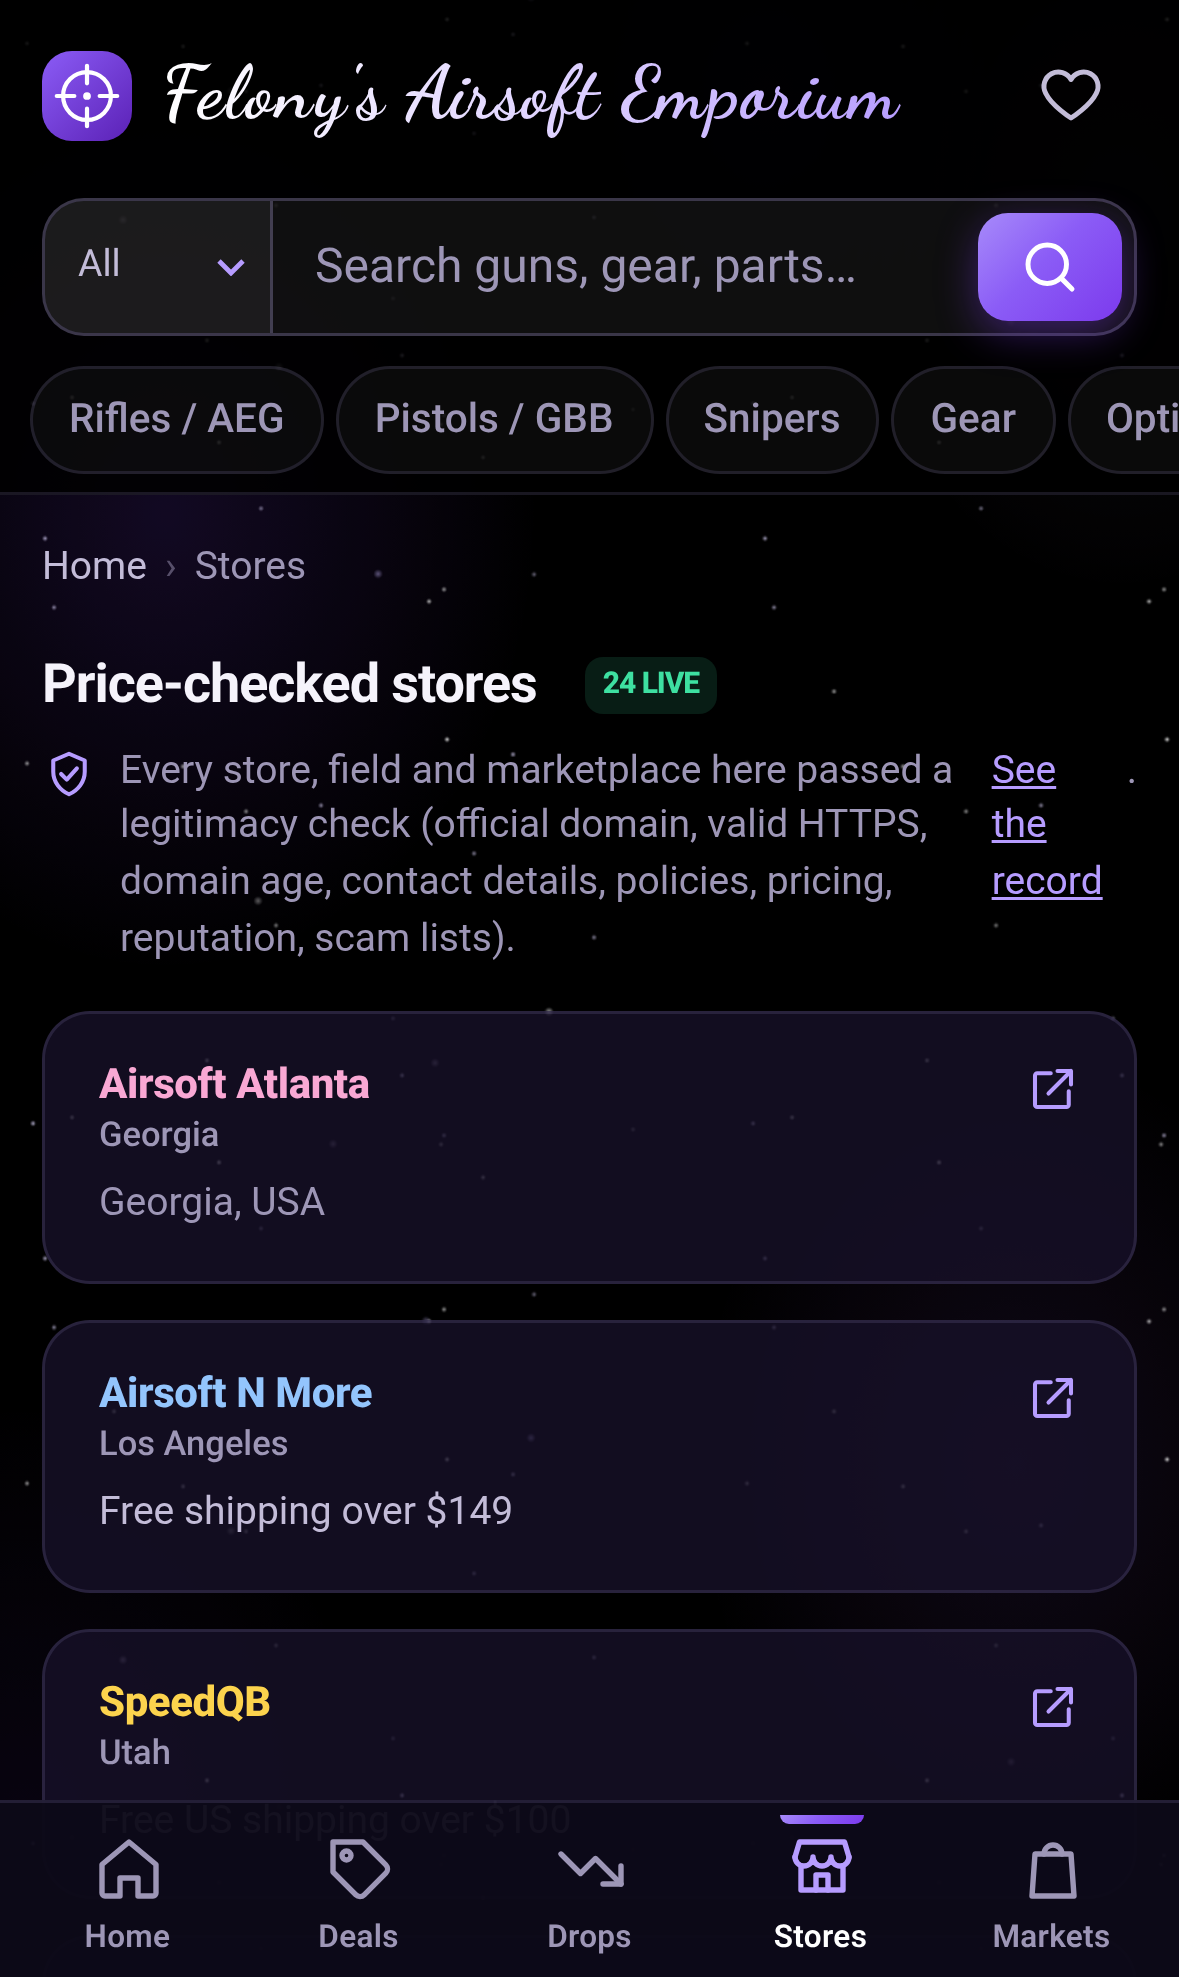 Felony's Airsoft Emporium
All
Search guns, gear, parts...
Rifles / AEG
Pistols / GBB
Snipers
Gear
Opti
Home › Stores
Price-checked stores
24 LIVE
Every store, field and marketplace here passed a
legitimacy check (official domain, valid HTTPS,
domain age, contact details, policies, pricing,
reputation, scam lists).
See
the
record
.
Airsoft Atlanta
Georgia
Georgia, USA
Airsoft N More
Los Angeles
Free shipping over $149
SpeedQB
Utah
Free US shipping over $100
Home
Deals
Drops
Stores
Markets